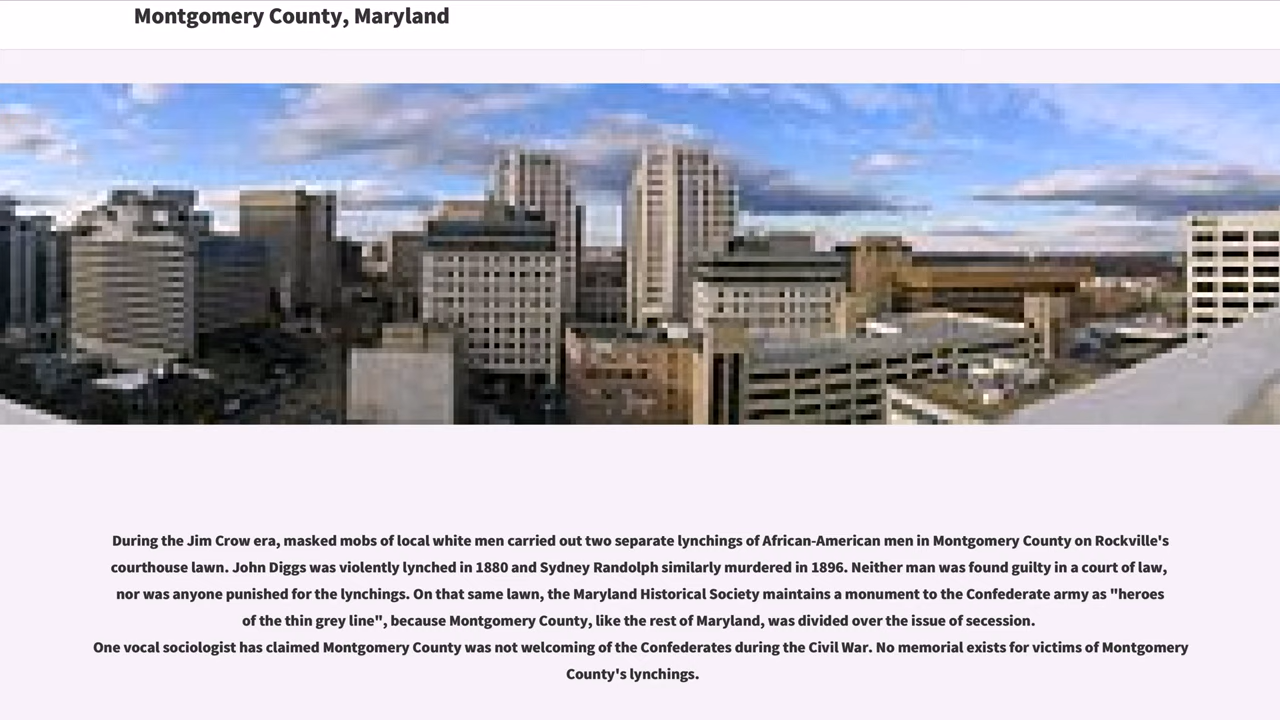 Montgomery County, Maryland
During the Jim Crow era, masked mobs of local white men carried out two separate lynchings of African-American men in Montgomery County on Rockville's
courthouse lawn. John Diggs was violently lynched in 1880 and Sydney Randolph similarly murdered in 1896. Neither man was found guilty in a court of law,
nor was anyone punished for the lynchings. On that same lawn, the Maryland Historical Society maintains a monument to the Confederate army as "heroes
of the thin grey line", because Montgomery County, like the rest of Maryland, was divided over the issue of secession.
One vocal sociologist has claimed Montgomery County was not welcoming of the Confederates during the Civil War. No memorial exists for victims of Montgomery
County's lynchings.